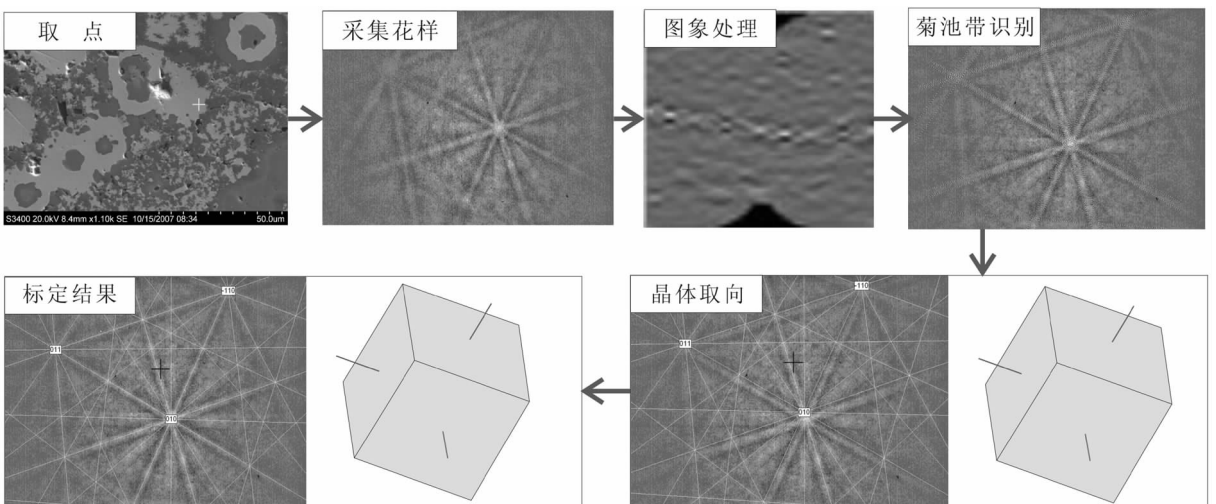 取 点
采集花样
图象处理
菊池带识别
S3400 20.0kV 8.4mm x1.10k SE 10/15/2007 08:34
50.0um
标定结果
-110
011
010
晶体取向
-110
011
010